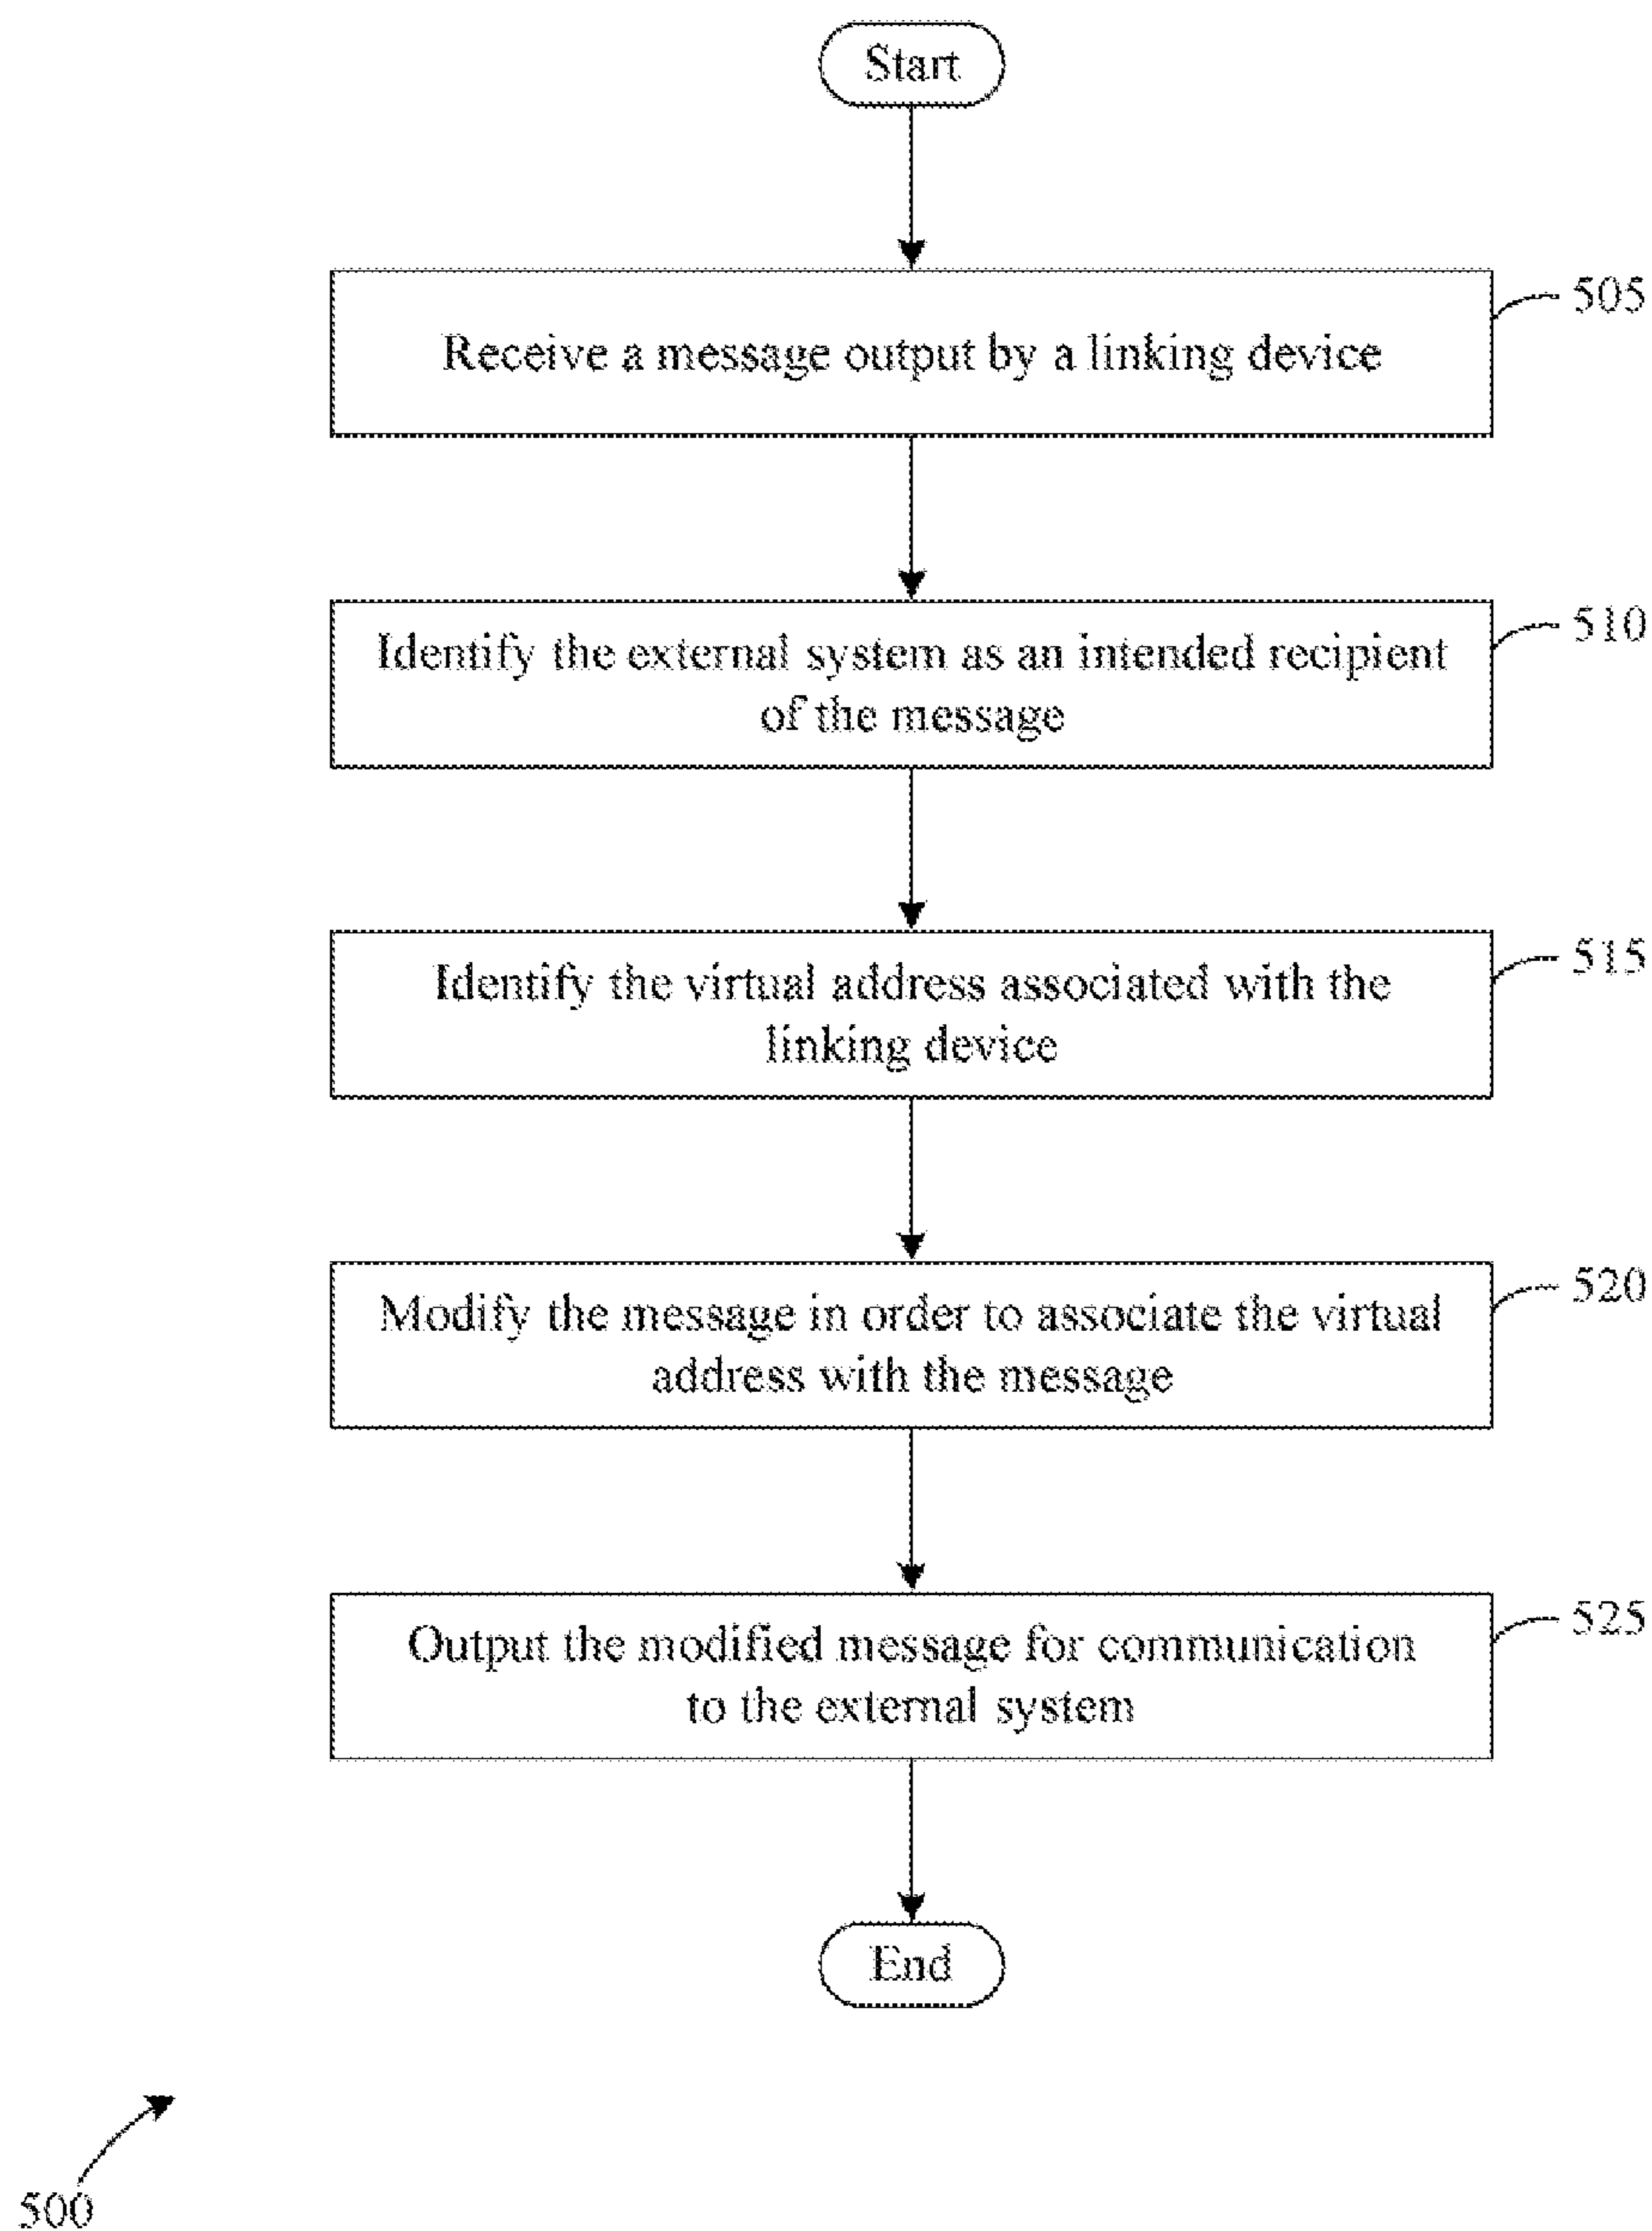 Start
505
Receive a message output by a linking device
510
Identify the external system as an intended recipient
of the message
515
Identify the virtual address associated with the
linking device
520
Modify the message in order to associate the virtual
address with the message
525
Output the modified message for communication
to the external system
End
500